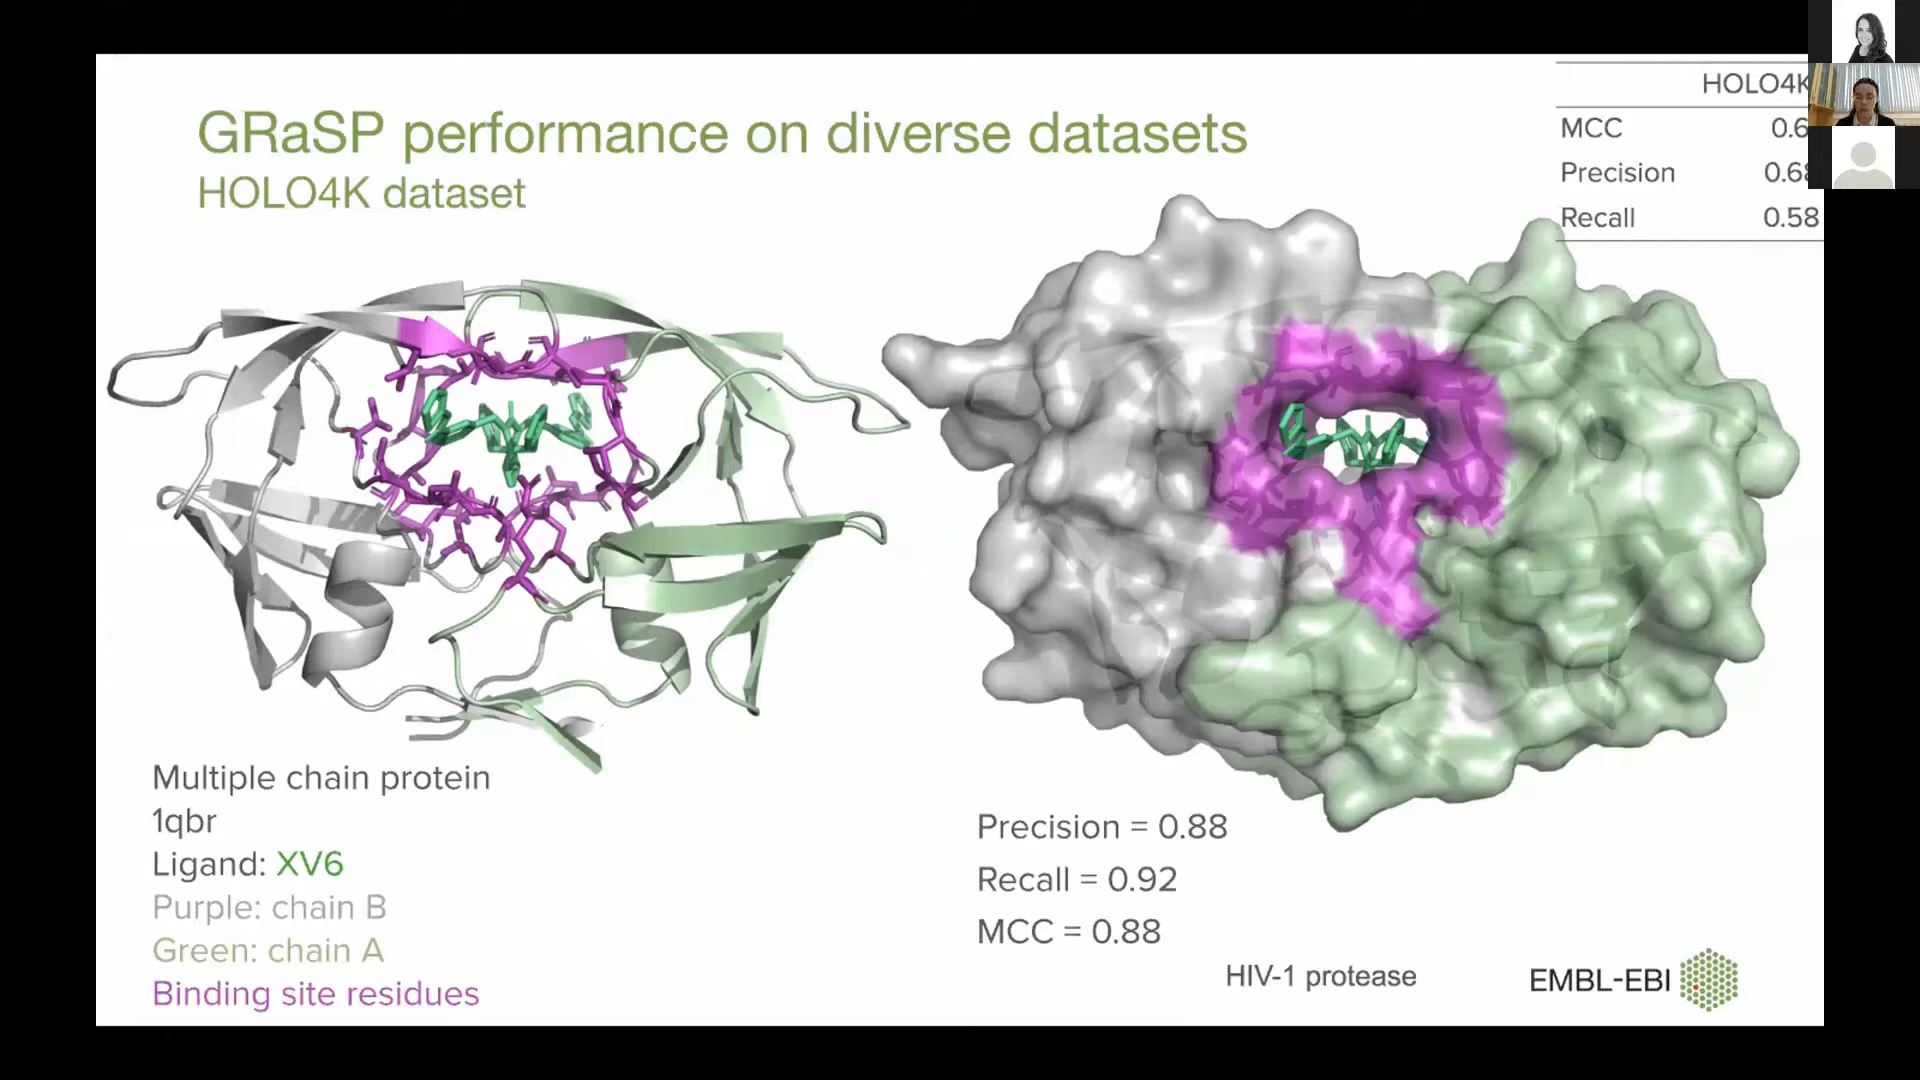 GRaSP performance on diverse datasets
HOLO4K dataset
HOLO4K
MCC
Precision
Recall 0.58
Multiple chain protein
1qbr
Ligand: XV6
Purple: chain B
Green: chain A
Binding site residues
Precision = 0.88
Recall = 0.92
MCC = 0.88
HIV-1 protease
EMBL-EBI